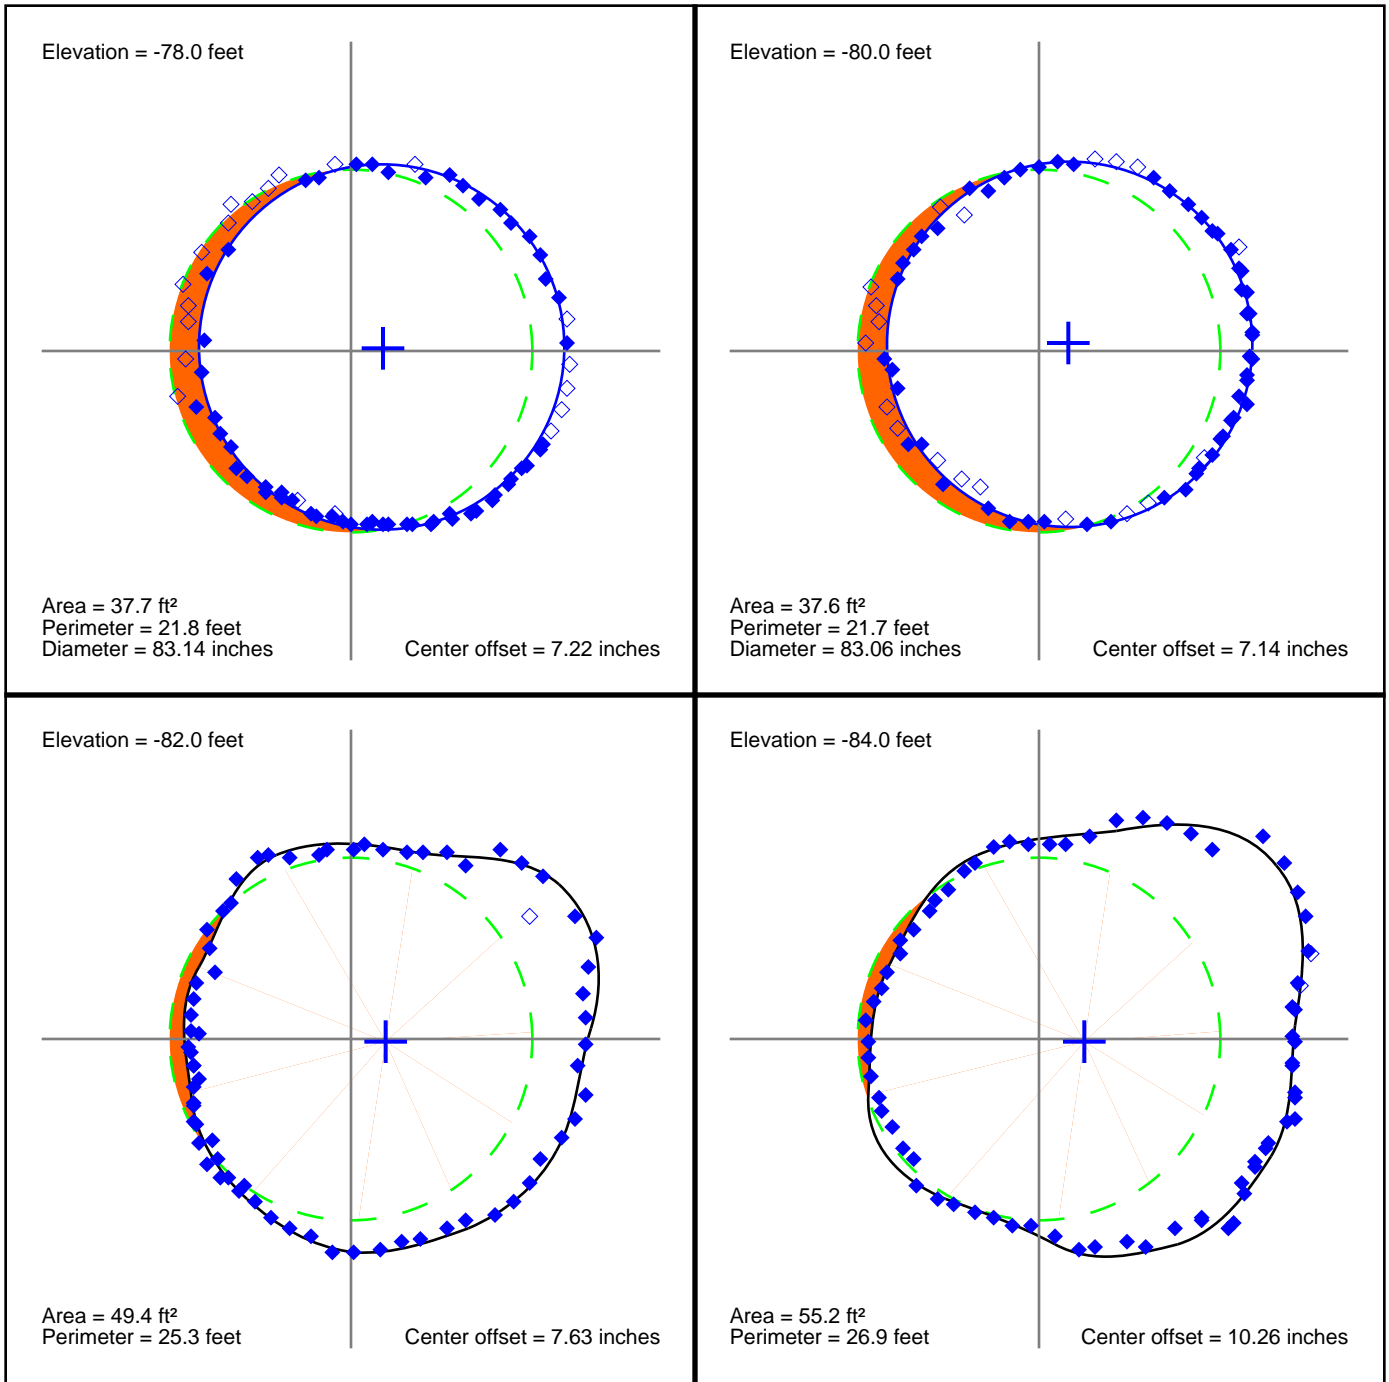 Elevation = -78.0 feet
Area = 37.7 ft²
Perimeter = 21.8 feet
Diameter = 83.14 inches
Center offset = 7.22 inches
Elevation = -80.0 feet
Area = 37.6 ft²
Perimeter = 21.7 feet
Diameter = 83.06 inches
Center offset = 7.14 inches
Elevation = -82.0 feet
Area = 49.4 ft²
Perimeter = 25.3 feet
Center offset = 7.63 inches
Elevation = -84.0 feet
Area = 55.2 ft²
Perimeter = 26.9 feet
Center offset = 10.26 inches